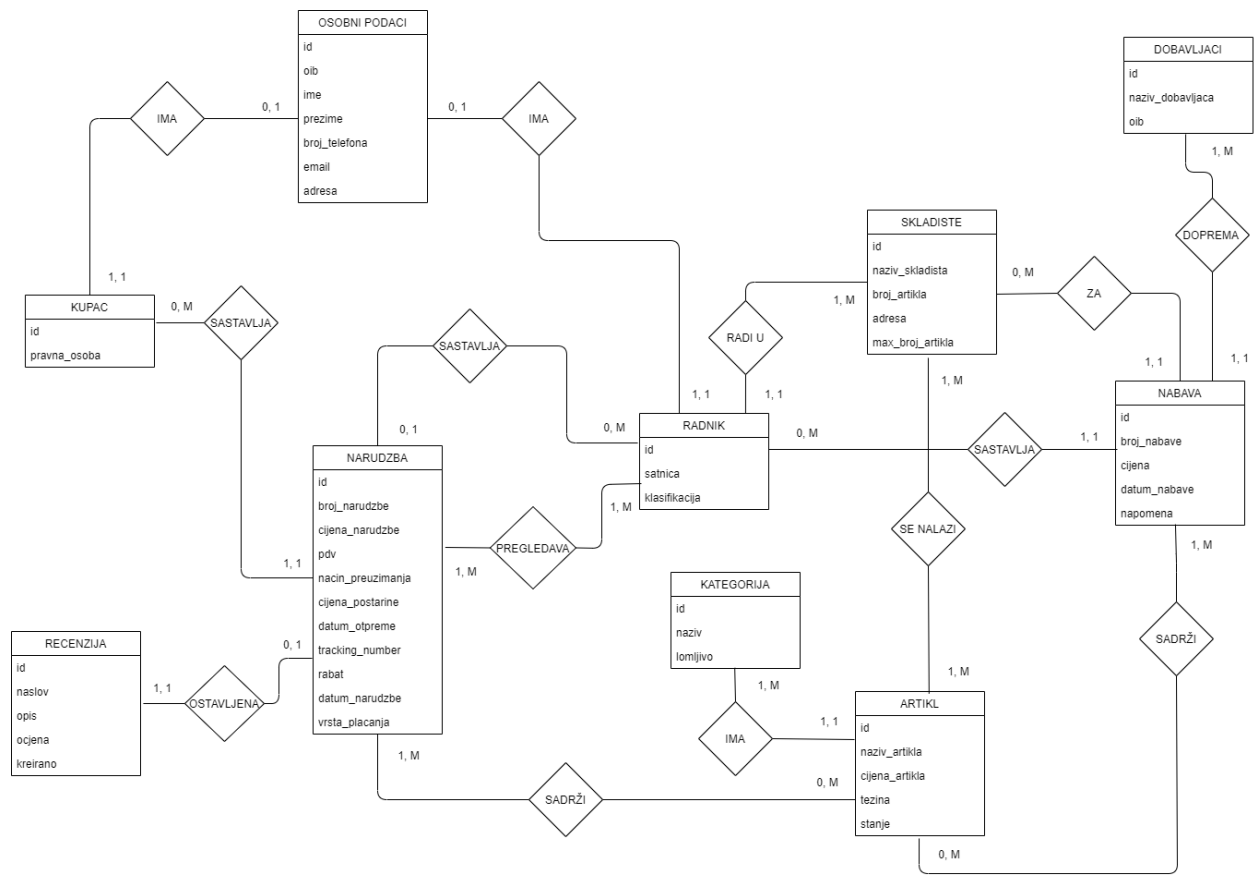 OSOBNI PODACI
id
oib
ime
prezime
broj_telefona
email
adresa
DOBAVLJACI
id
naziv_dobavljaca
oib
IMA
0, 1
0, 1
IMA
1, M
DOPREMA
1, 1
SKLADISTE
id
naziv_skladista
broj_artikla
adresa
max_broj_artikla
0, M
ZA
1, 1
1, M
RADI U
1, 1
1, M
1, 1
KUPAC
id
pravna_osoba
0, M
SASTAVLJA
1, 1
SASTAVLJA
0, 1
0, M
1, 1
RADNIK
id
satnica
klasifikacija
0, M
SASTAVLJA
1, 1
NABAVA
id
broj_nabave
cijena
datum_nabave
napomena
1, M
NARUDZBA
id
broj_narudzbe
cijena_narudzbe
pdv
nacin_preuzimanja
cijena_postarine
datum_otpreme
tracking_number
rabat
datum_narudzbe
vrsta_placanja
1, M
PREGLEDAVA
1, M
SE NALAZI
1, M
KATEGORIJA
id
naziv
lomljivo
1, M
IMA
1, 1
SADRŽI
RECENZIJA
id
naslov
opis
ocjena
kreirano
1, 1
OSTAVLJENA
0, 1
ARTIKL
id
naziv_artikla
cijena_artikla
tezina
stanje
1, M
SADRŽI
0, M
0, M